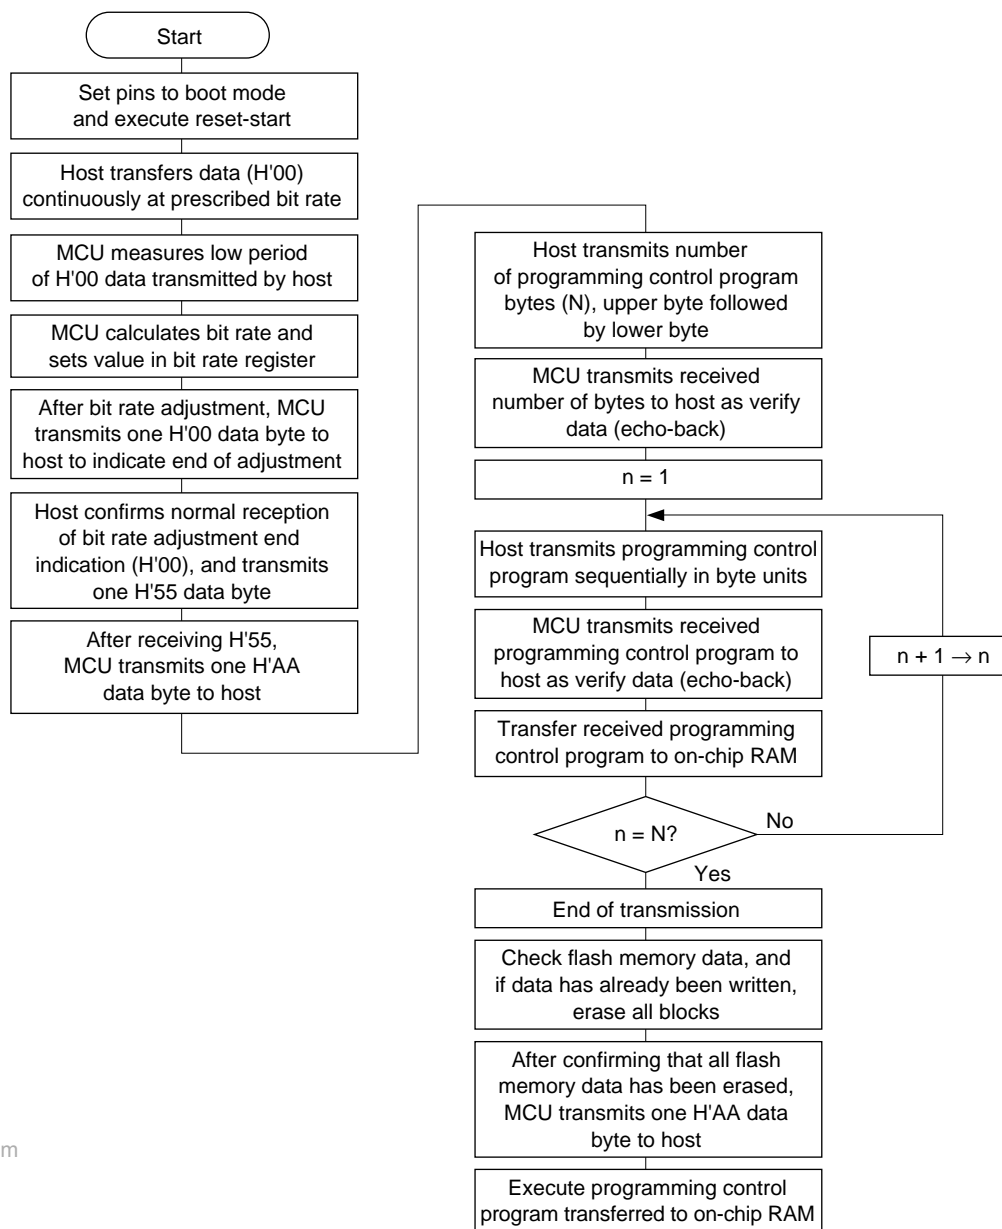 Start
Set pins to boot mode
and execute reset-start
Host transfers data (H'00)
continuously at prescribed bit rate
MCU measures low period
of H'00 data transmitted by host
MCU calculates bit rate and
sets value in bit rate register
After bit rate adjustment, MCU
transmits one H'00 data byte to
host to indicate end of adjustment
Host confirms normal reception
of bit rate adjustment end
indication (H'00), and transmits
one H'55 data byte
After receiving H'55,
MCU transmits one H'AA
data byte to host
Host transmits number
of programming control program
bytes (N), upper byte followed
by lower byte
MCU transmits received
number of bytes to host as verify
data (echo-back)
n = 1
Host transmits programming control
program sequentially in byte units
MCU transmits received
programming control program to
host as verify data (echo-back)
n + 1 → n
Transfer received programming
control program to on-chip RAM
n = N?
No
Yes
End of transmission
Check flash memory data, and
if data has already been written,
erase all blocks
After confirming that all flash
memory data has been erased,
MCU transmits one H'AA data
byte to host
Execute programming control
program transferred to on-chip RAM
m